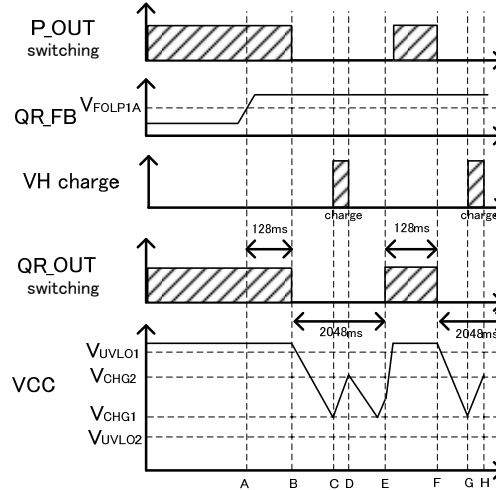 P_OUT
switching
QR_FB
VFOLP1A
VH charge
charge
charge
128ms
128ms
QR_OUT
switching
2048ms
2048ms
VCC
VUVLO1
VCHG2
VCHG1
VUVLO2
A B C D E F G H